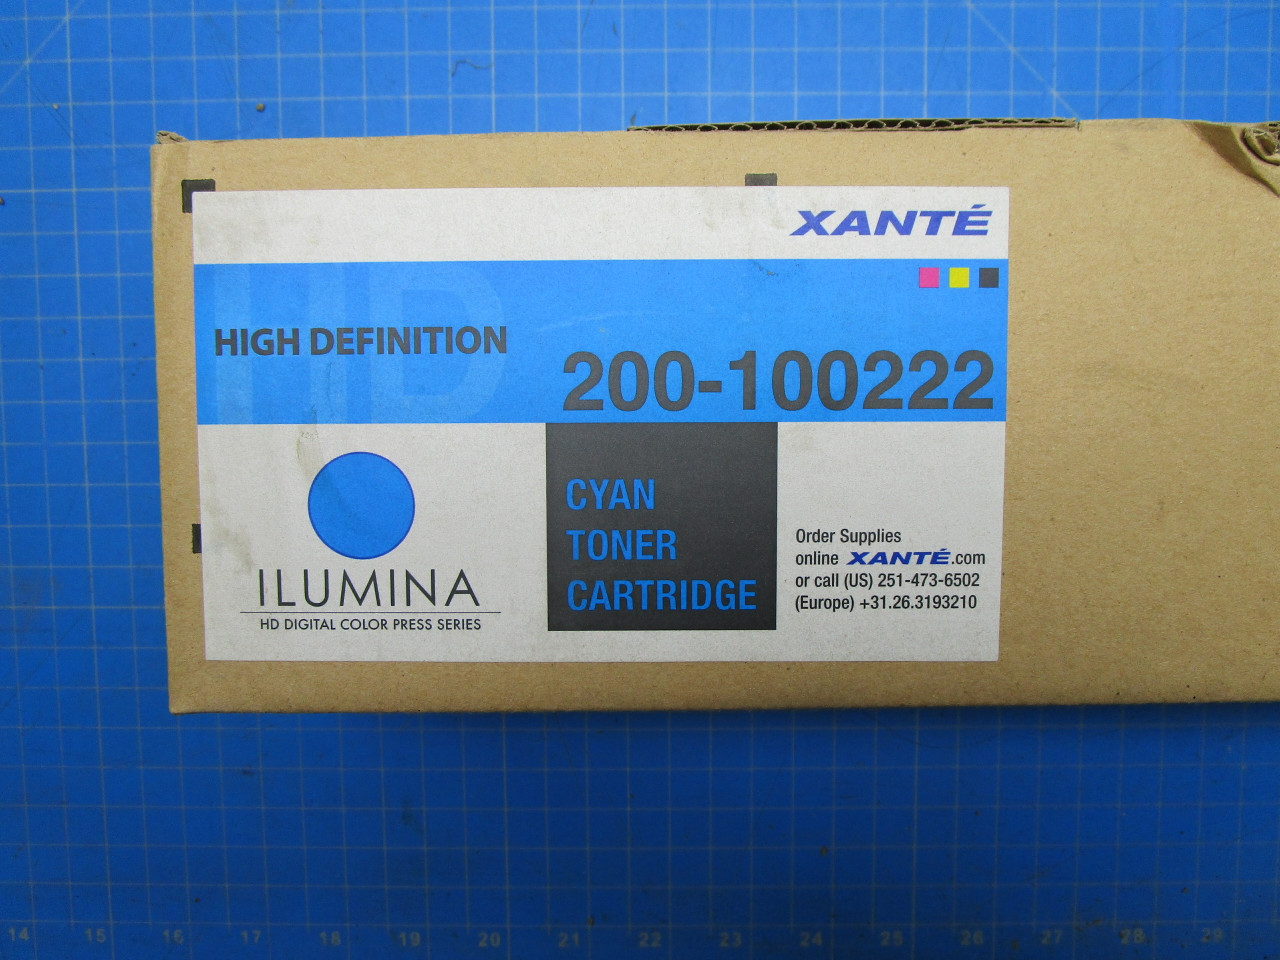 XANTÉ
HD
HIGH DEFINITION
200-100222
CYAN
TONER
CARTRIDGE
ILUMINA
HD DIGITAL COLOR PRESS SERIES
Order Supplies
online XANTÉ.com
or call (US) 251-473-6502
(Europe) +31.26.3193210
14 15 16 17 18 19 20 21 22 23 24 25 26 27 28 29